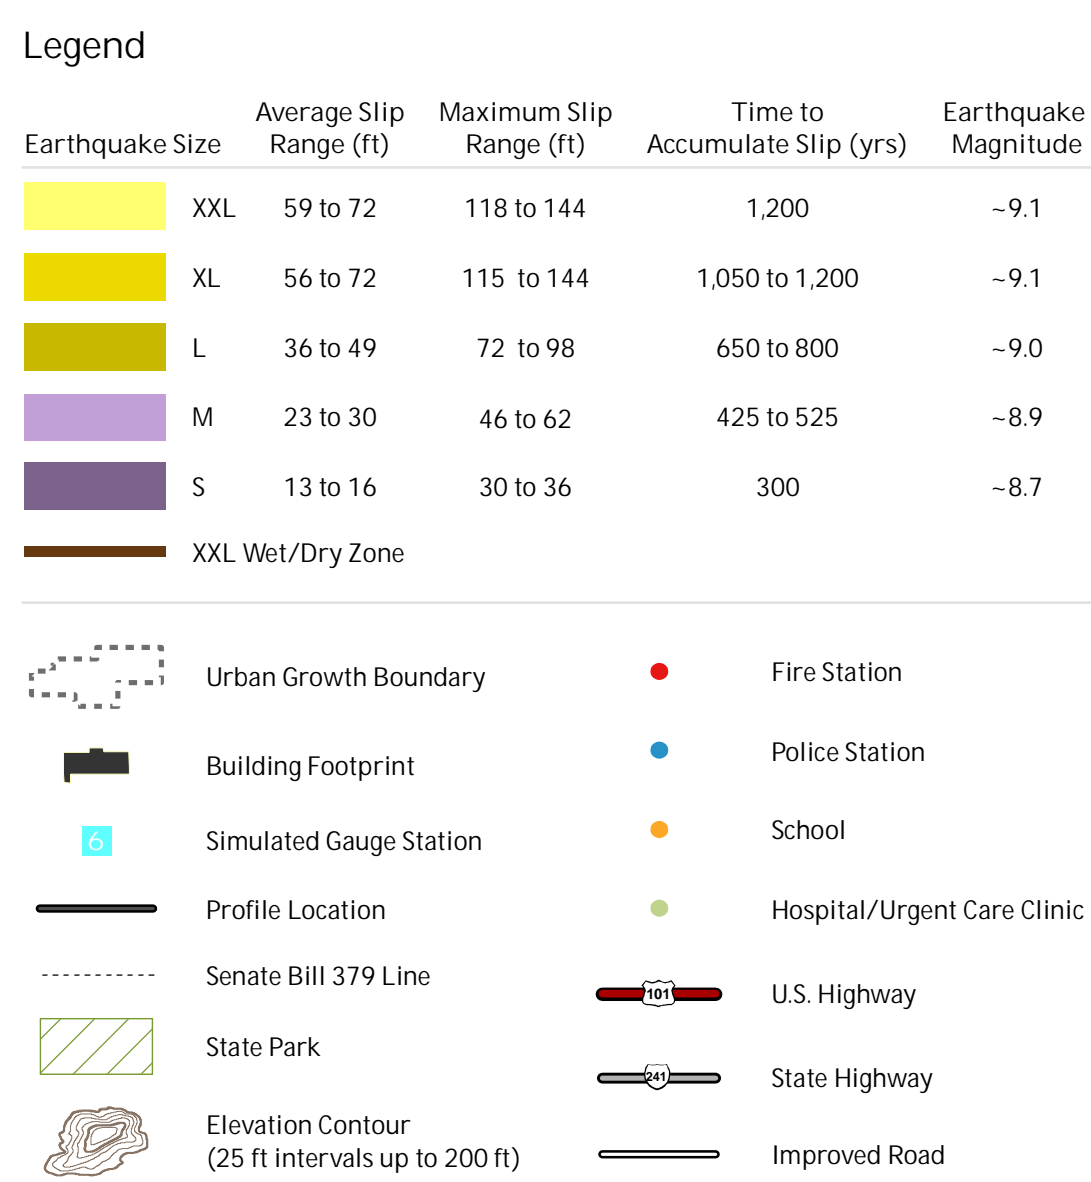 Legend
Earthquake Size Average Slip Range (ft) Maximum Slip Range (ft) Time to Accumulate Slip (yrs) Earthquake Magnitude
XXL 59 to 72 118 to 144 1,200 ~9.1
XL 56 to 72 115 to 144 1,050 to 1,200 ~9.1
L 36 to 49 72 to 98 650 to 800 ~9.0
M 23 to 30 46 to 62 425 to 525 ~8.9
S 13 to 16 30 to 36 300 ~8.7
XXL Wet/Dry Zone
Urban Growth Boundary
Building Footprint
6 Simulated Gauge Station
Profile Location
Senate Bill 379 Line
State Park
Elevation Contour
(25 ft intervals up to 200 ft)
Fire Station
Police Station
School
Hospital/Urgent Care Clinic
101 U.S. Highway
241 State Highway
Improved Road